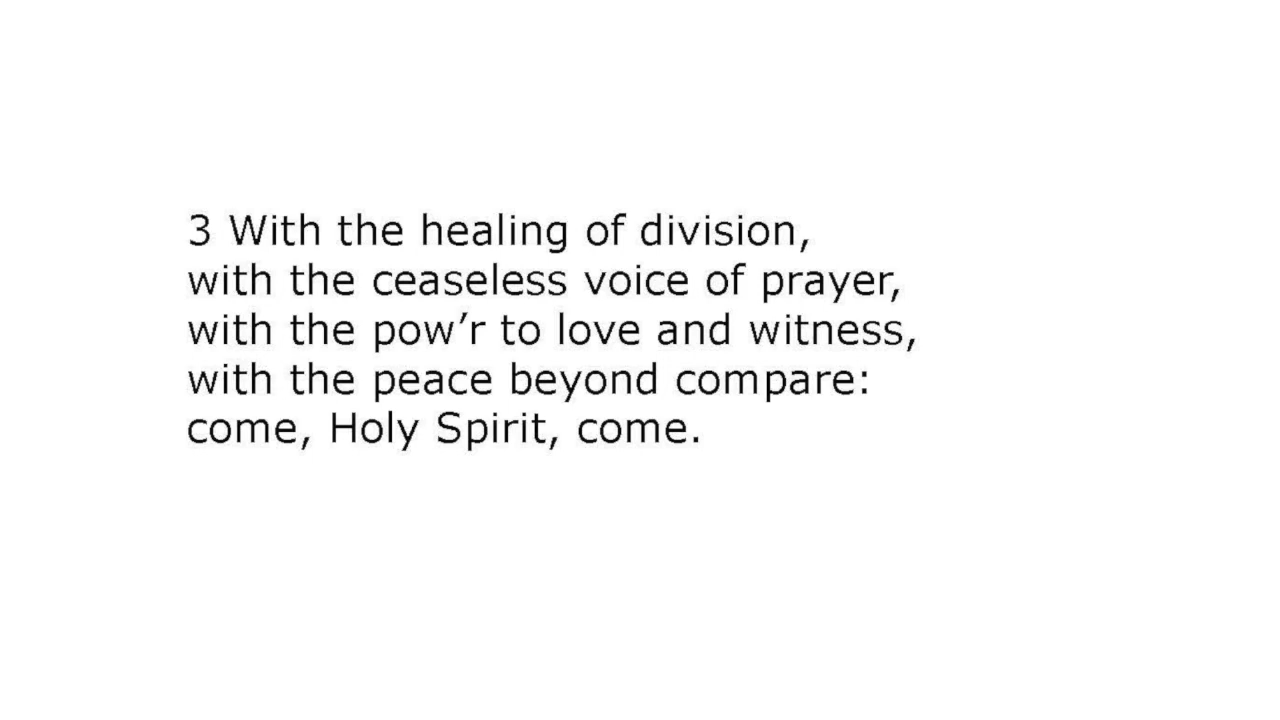 3 With the healing of division,
with the ceaseless voice of prayer,
with the pow’r to love and witness,
with the peace beyond compare:
come, Holy Spirit, come.